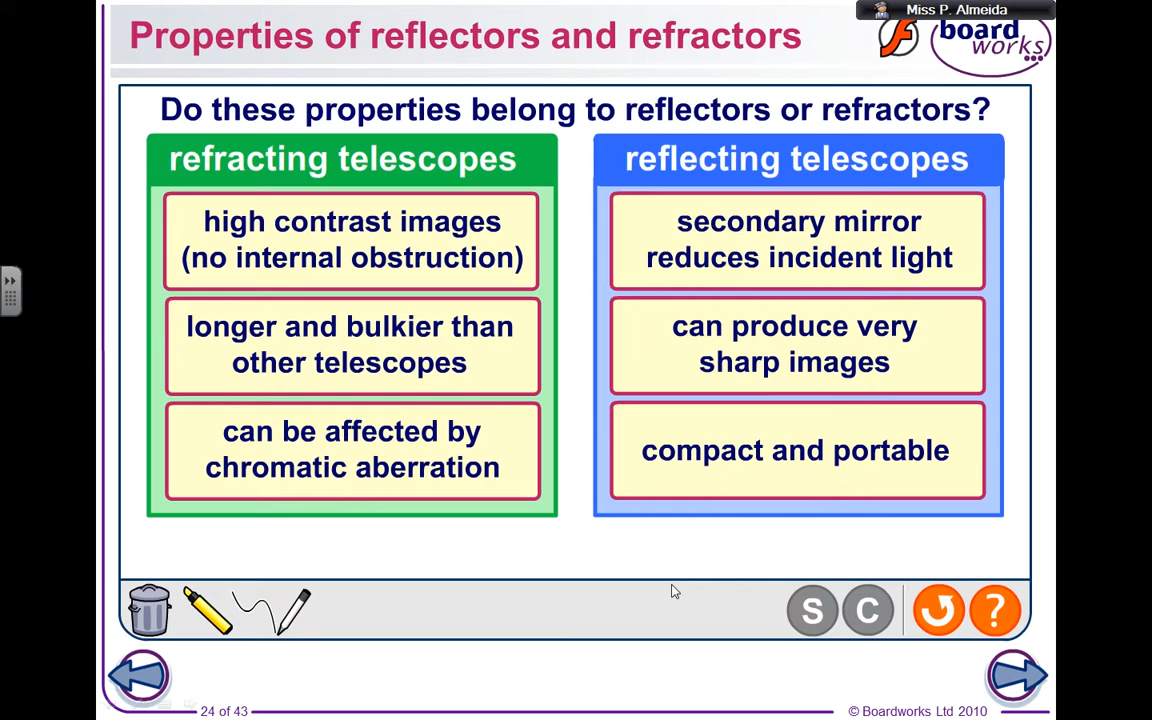 Miss P. Almeida
Properties of reflectors and refractors
board
works
Do these properties belong to reflectors or refractors?
refracting telescopes
high contrast images
(no internal obstruction)
longer and bulkier than
other telescopes
can be affected by
chromatic aberration
reflecting telescopes
secondary mirror
reduces incident light
can produce very
sharp images
compact and portable
S C ?
24 of 43
© Boardworks Ltd 2010